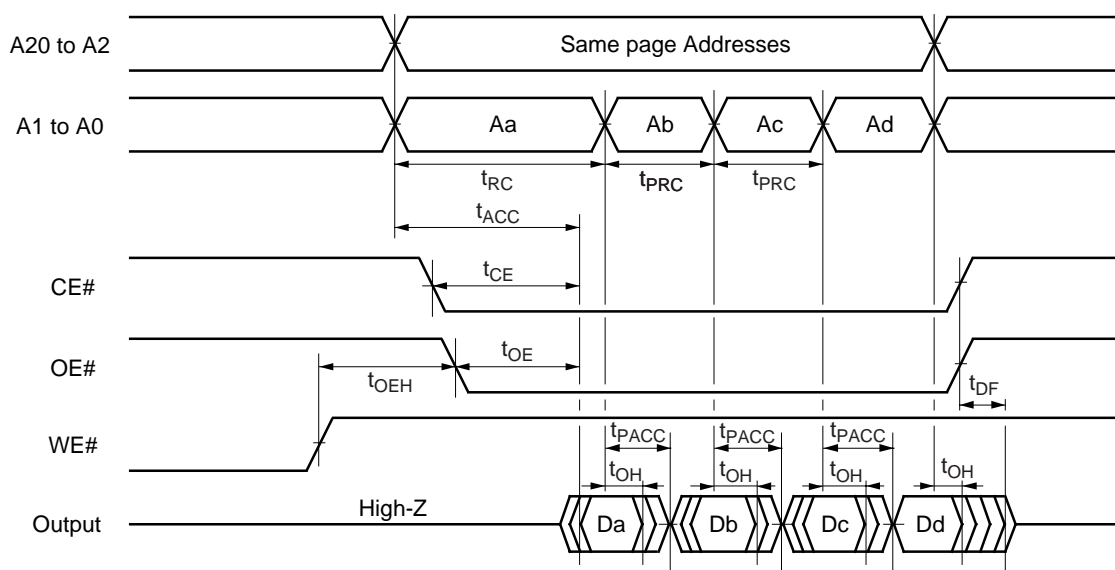 A20 to A2
Same page Addresses
A1 to A0
Aa
Ab
Ac
Ad
tRC
tPRC
tPRC
tACC
CE#
tCE
OE#
tOE
tOEH
tDF
WE#
tPACC
tPACC
tPACC
tOH
tOH
tOH
tOH
Output
High-Z
Da
Db
Dc
Dd